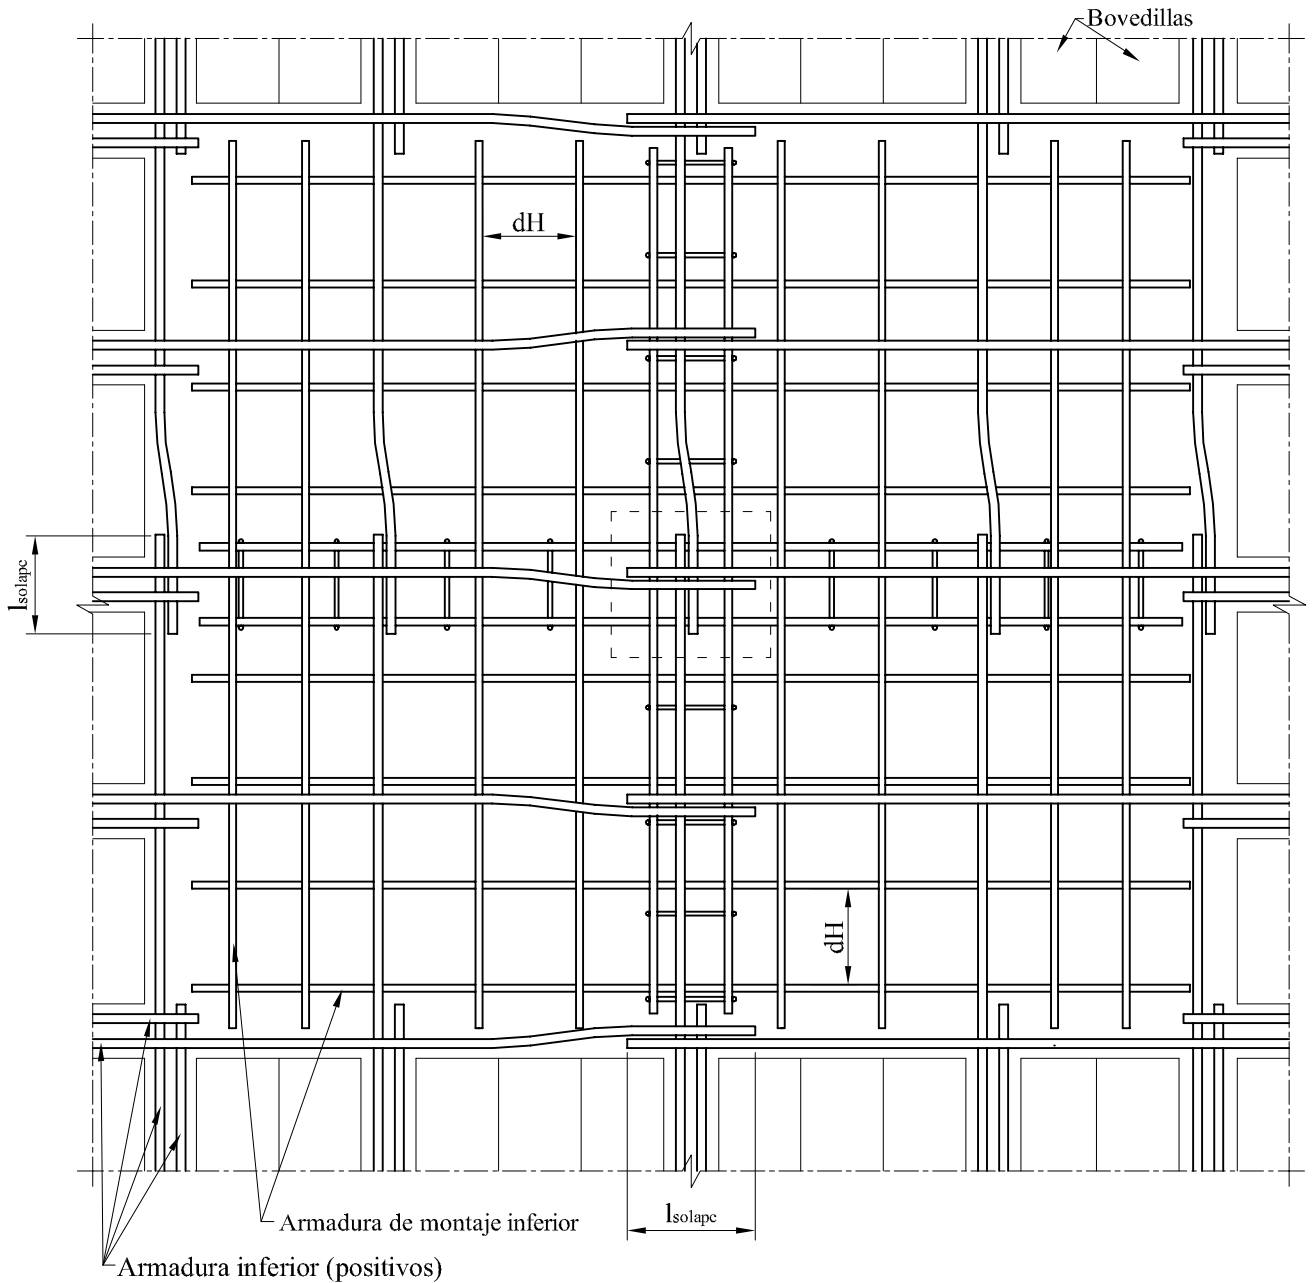 Bovedillas
dH
lsolapc
dH
lsolapc
Armadura de montaje inferior
Armadura inferior (positivos)